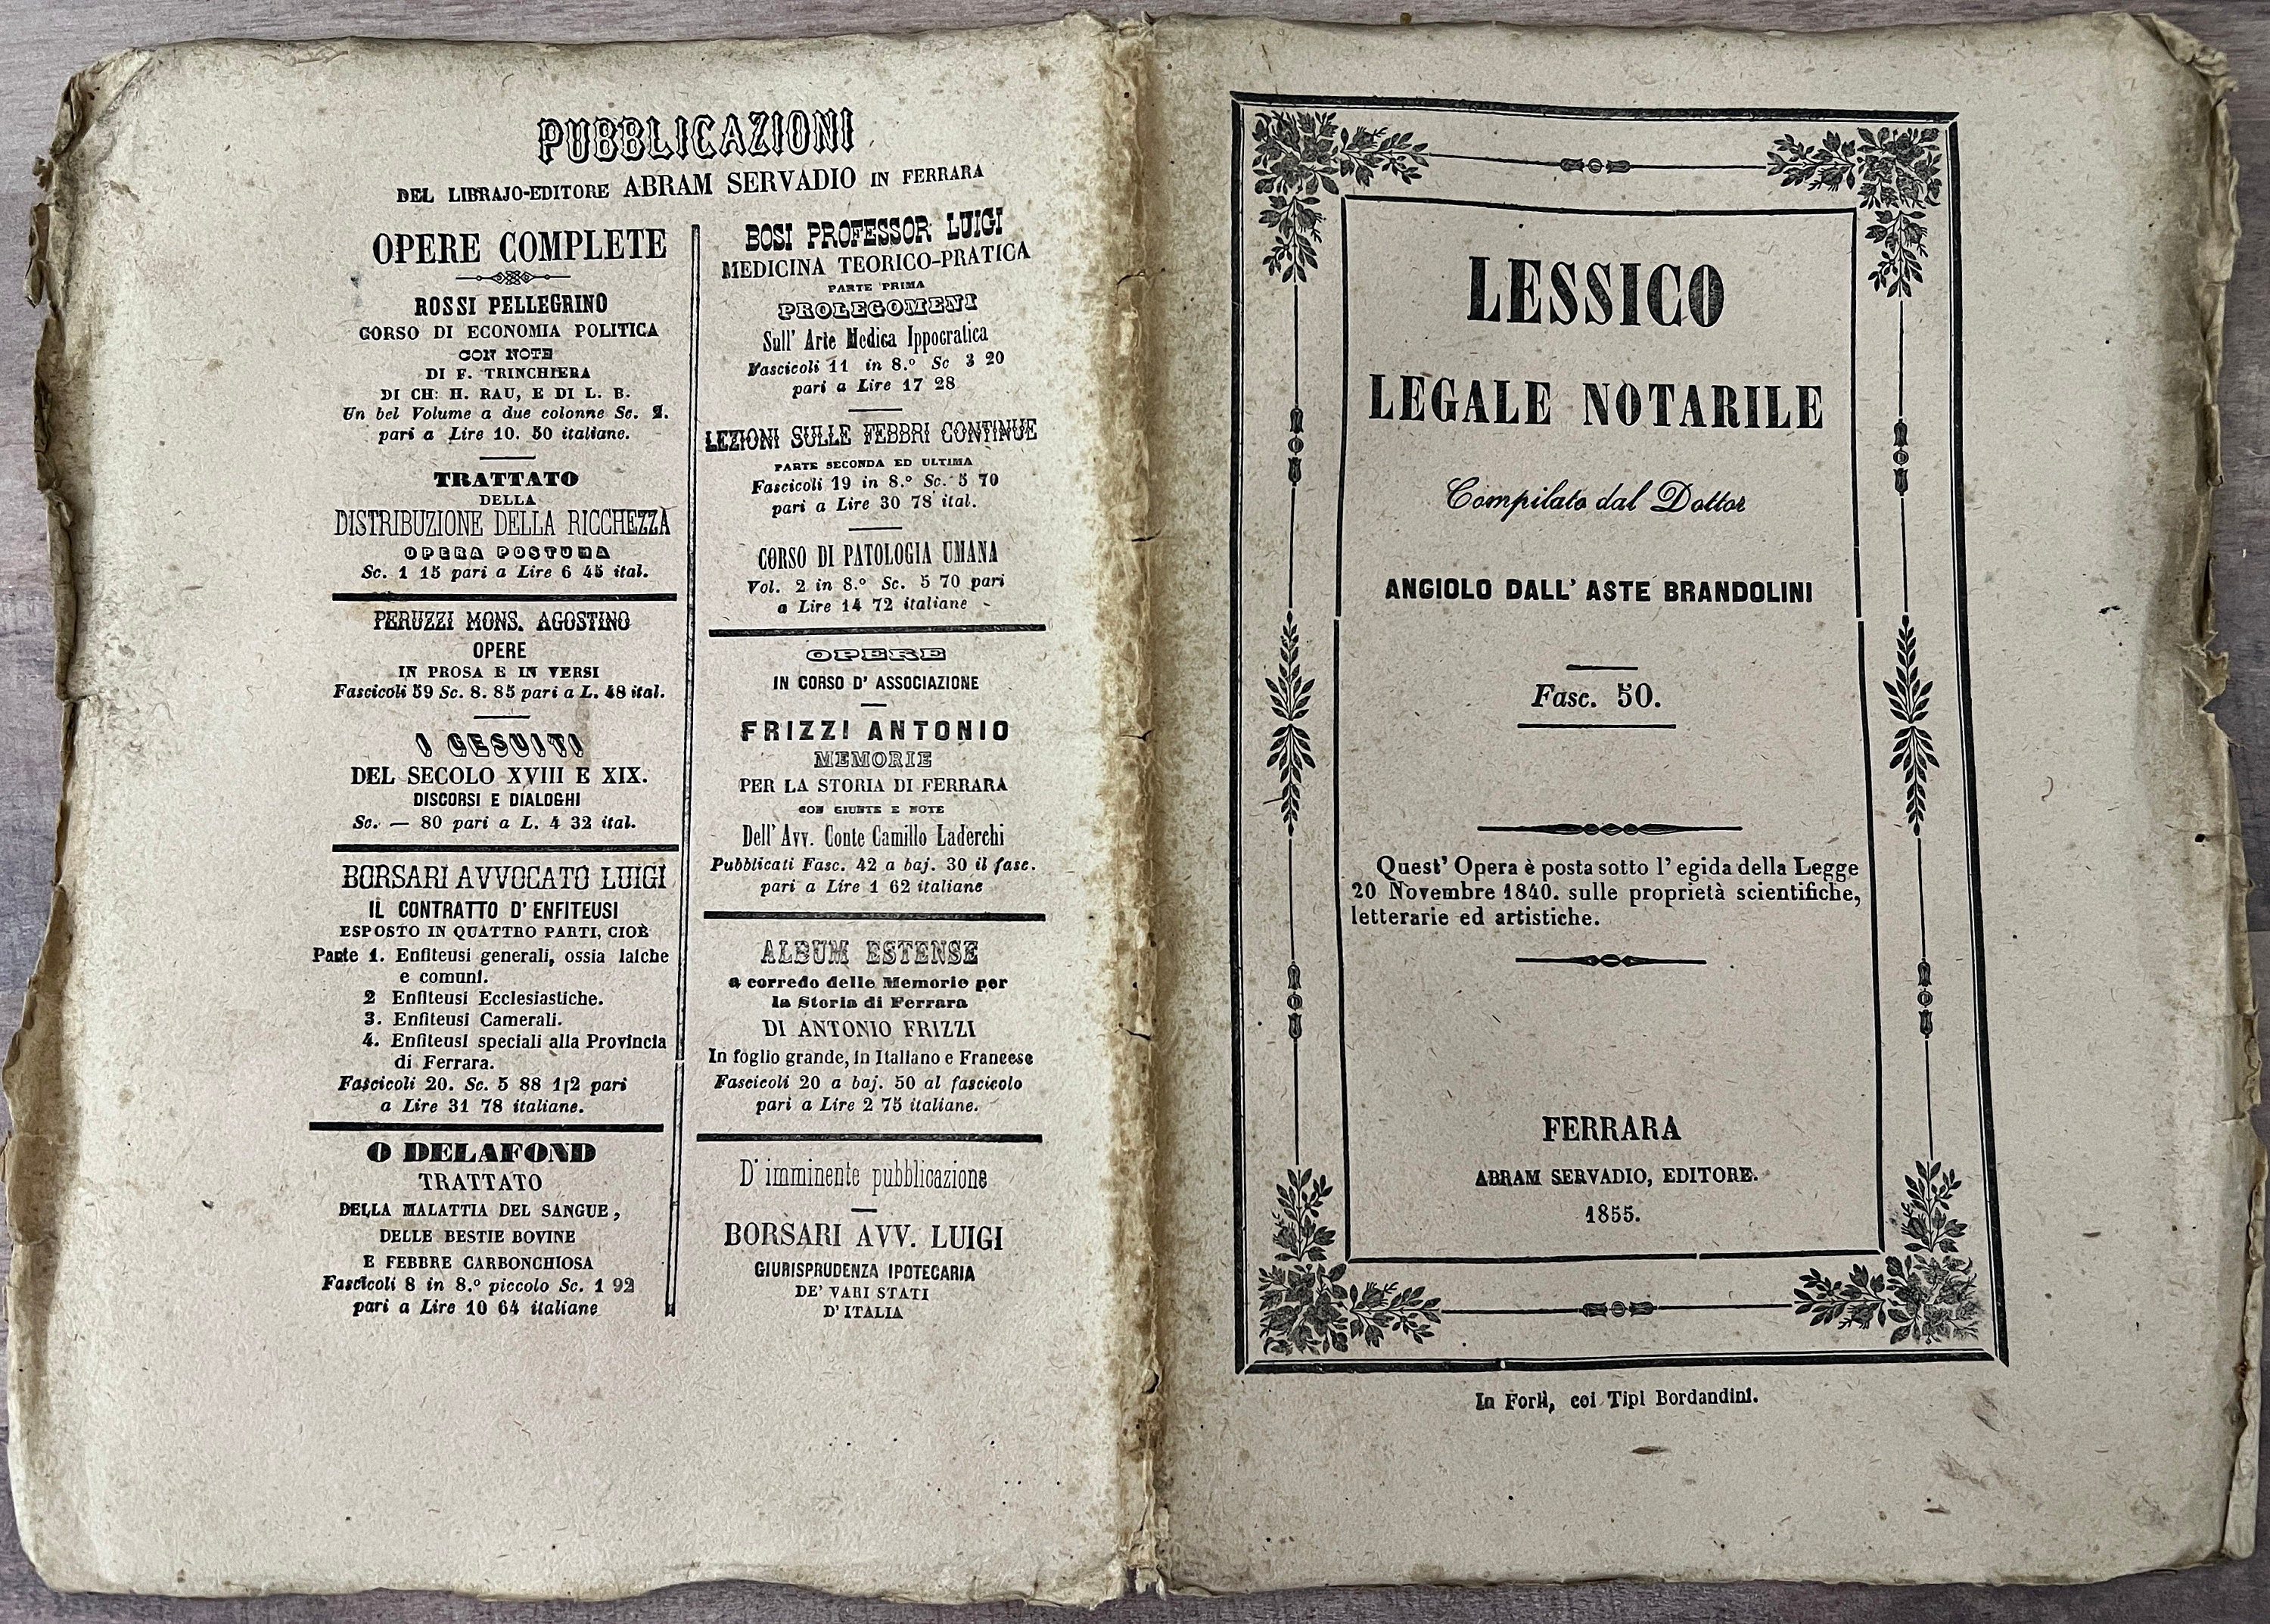 PUBBLICAZIONI
DEL LIBRAJO-EDITORE ABRAM SERVADIO IN FERRARA
OPERE COMPLETE
ROSSI PELLEGRINO
CORSO DI ECONOMIA POLITICA
CON NOTE
DI F. TRINCHIERA
DI CH: H. RAU, E DI L. B.
Un bel Volume a due colonne Sc. 2.
pari a Lire 10. 50 italiane.
TRATTATO
DELLA
DISTRIBUZIONE DELLA RICCHEZZA
OPERA POSTUMA
Sc. 1 15 pari a Lire 6 45 ital.
PERUZZI MONS. AGOSTINO
OPERE
IN PROSA E IN VERSI
Fascicoli 59 Sc. 8. 85 pari a L. 48 ital.
I GESUITI
DEL SECOLO XVIII E XIX.
DISCORSI E DIALOGHI
Sc. — 80 pari a L. 4 32 ital.
BORSARI AVVOCATO LUIGI
IL CONTRATTO D' ENFITEUSI
ESPOSTO IN QUATTRO PARTI, CIOÈ
Parte 1. Enfiteusi generali, ossia laiche
e comuni.
2 Enfiteusi Ecclesiastiche.
3. Enfiteusi Camerali.
4. Enfiteusi speciali alla Provincia
di Ferrara.
Fascicoli 20. Sc. 5 88 1|2 pari
a Lire 31 78 italiane.
O DELAFOND
TRATTATO
DELLA MALATTIA DEL SANGUE,
DELLE BESTIE BOVINE
E FEBBRE CARBONCHIOSA
Fascicoli 8 in 8.º piccolo Sc. 1 92
pari a Lire 10 64 italiane
BOSI PROFESSOR LUIGI
MEDICINA TEORICO-PRATICA
PARTE PRIMA
PROLEGOMENI
Sull' Arte Medica Ippocratica
Fascicoli 11 in 8.º Sc 3 20
pari a Lire 17 28
LEZIONI SULLE FEBBRI CONTINUE
PARTE SECONDA ED ULTIMA
Fascicoli 19 in 8.º Sc. 5 70
pari a Lire 30 78 ital.
CORSO DI PATOLOGIA UMANA
Vol. 2 in 8.º Sc. 5 70 pari
a Lire 14 72 italiane
OPERE
IN CORSO D' ASSOCIAZIONE
FRIZZI ANTONIO
MEMORIE
PER LA STORIA DI FERRARA
CON GIUNTE E NOTE
Dell' Avv. Conte Camillo Laderchi
Pubblicati Fasc. 42 a baj. 30 il fasc.
pari a Lire 1 62 italiane
ALBUM ESTENSE
a corredo delle Memorie per
la Storia di Ferrara
DI ANTONIO FRIZZI
In foglio grande, in Italiano e Francese
Fascicoli 20 a baj. 50 al fascicolo
pari a Lire 2 75 italiane.
D' imminente pubblicazione
BORSARI AVV. LUIGI
GIURISPRUDENZA IPOTECARIA
DE' VARI STATI
D' ITALIA
LESSICO
LEGALE NOTARILE
Compilato dal Dottor
ANGIOLO DALL' ASTE BRANDOLINI
Fasc. 50.
Quest' Opera è posta sotto l' egida della Legge
20 Novembre 1840. sulle proprietà scientifiche,
letterarie ed artistiche.
FERRARA
ABRAM SERVADIO, EDITORE.
1855.
In Forlì, coi Tipi Bordandini.